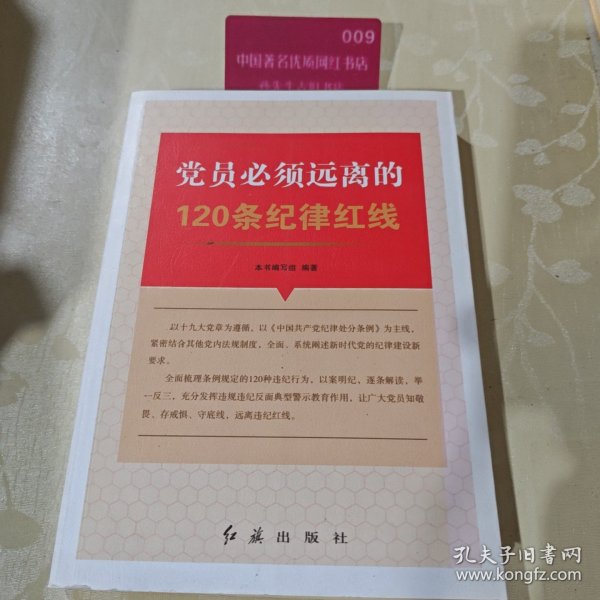 009
中国著名优质网红书店
党员必须远离的
120条纪律红线
本书编写组 编著
以十九大党章为遵循，以《中国共产党纪律处分条例》为主线，
紧密结合其他党内法规制度，全面、系统阐述新时代党的纪律建设新
要求。
全面梳理条例规定的120种违纪行为，以案明纪，逐条解读，举
一反三，充分发挥违规违纪反面典型警示教育作用，让广大党员知敬
畏、存戒惧、守底线，远离违纪红线。
红旗出版社
孔夫子旧书网
www.kongfz.com